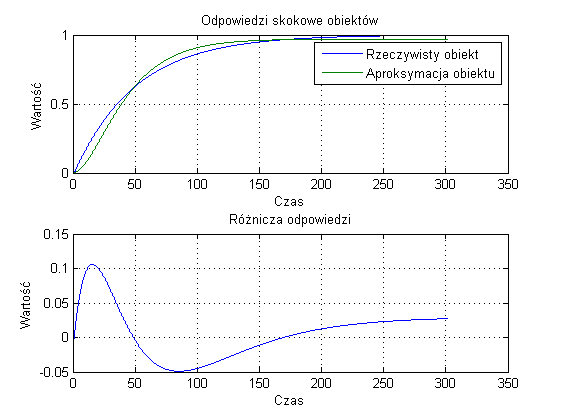 Odpowiedzi skokowe obiektów
1
0.5
0
Wartość
Rzeczywisty obiekt
Aproksymacja obiektu
0 50 100 150 200 250 300 350
Czas
Różnicza odpowiedzi
0.15
0.1
0.05
0
-0.05
Wartość
0 50 100 150 200 250 300 350
Czas